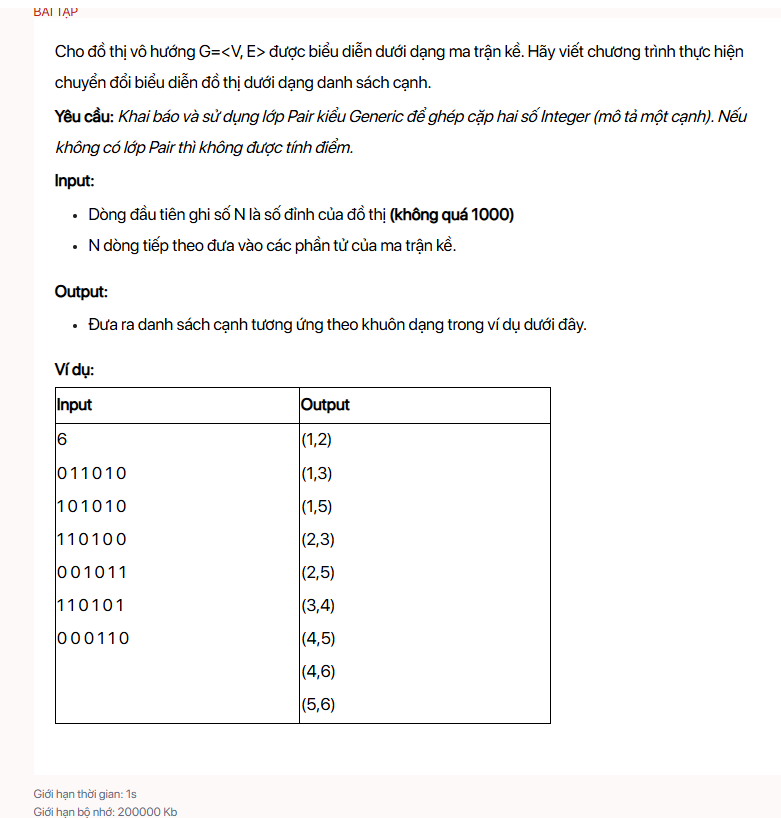 BÀI TẬP
Cho đồ thị vô hướng G=<V, E> được biểu diễn dưới dạng ma trận kề. Hãy viết chương trình thực hiện
chuyển đổi biểu diễn đồ thị dưới dạng danh sách cạnh.
Yêu cầu: Khai báo và sử dụng lớp Pair kiểu Generic để ghép cặp hai số Integer (mô tả một cạnh). Nếu
không có lớp Pair thì không được tính điểm.
Input:
• Dòng đầu tiên ghi số N là số đỉnh của đồ thị (không quá 1000)
• N dòng tiếp theo đưa vào các phần tử của ma trận kề.
Output:
• Đưa ra danh sách cạnh tương ứng theo khuôn dạng trong ví dụ dưới đây.
Ví dụ:
Input Output
6 (1,2)
0 1 1 0 1 0 (1,3)
1 0 1 0 1 0 (1,5)
1 1 0 1 0 0 (2,3)
0 0 1 0 1 1 (2,5)
1 1 0 1 0 1 (3,4)
0 0 0 1 1 0 (4,5)
(4,6)
(5,6)
Giới hạn thời gian: 1s
Giới hạn bộ nhớ: 200000 Kb